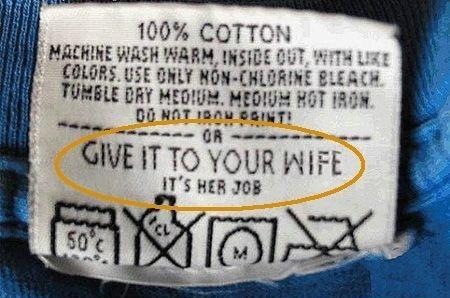 100% COTTON
MACHINE WASH WARM, INSIDE OUT, WITH LIKE
COLORS. USE ONLY NON-CHLORINE BLEACH.
TUMBLE DRY MEDIUM. MEDIUM HOT IRON.
DO NOT IRON PRINT!
OR
GIVE IT TO YOUR WIFE
IT'S HER JOB
50°C
CL
M